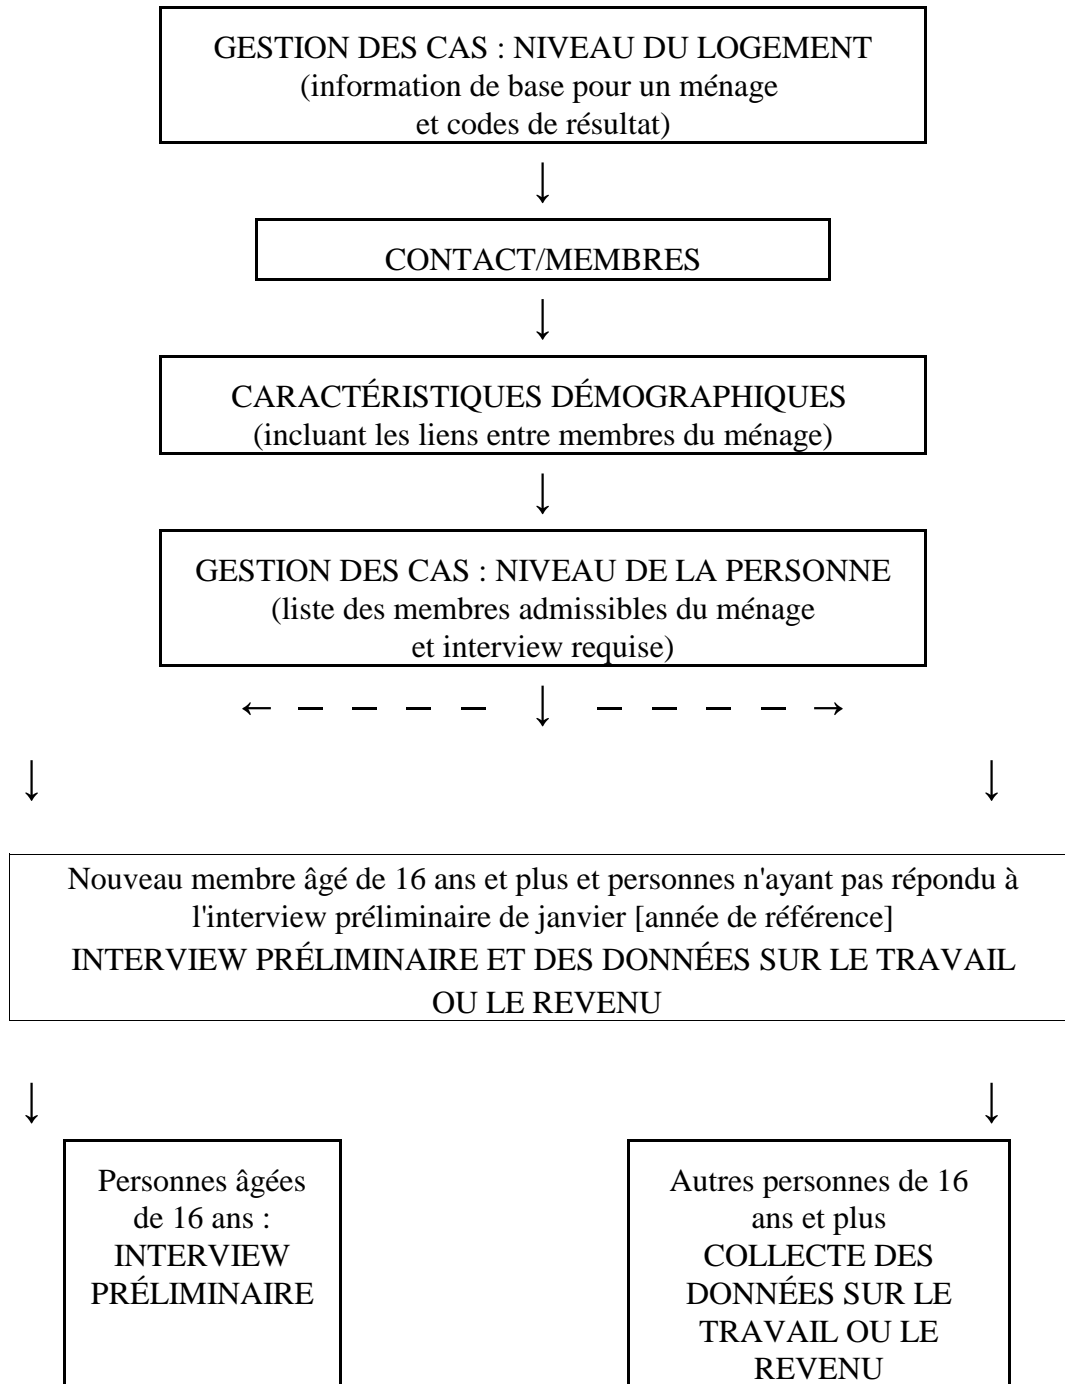 GESTION DES CAS : NIVEAU DU LOGEMENT
(information de base pour un ménage
et codes de résultat)
↓
CONTACT/MEMBRES
↓
CARACTÉRISTIQUES DÉMOGRAPHIQUES
(incluant les liens entre membres du ménage)
↓
GESTION DES CAS : NIVEAU DE LA PERSONNE
(liste des membres admissibles du ménage
et interview requise)
← – – – – ↓ – – – – →
↓ ↓
Nouveau membre âgé de 16 ans et plus et personnes n'ayant pas répondu à
l'interview préliminaire de janvier [année de référence]
INTERVIEW PRÉLIMINAIRE ET DES DONNÉES SUR LE TRAVAIL
OU LE REVENU
↓ ↓
Personnes âgées
de 16 ans :
INTERVIEW
PRÉLIMINAIRE
Autres personnes de 16
ans et plus
COLLECTE DES
DONNÉES SUR LE
TRAVAIL OU LE
REVENU